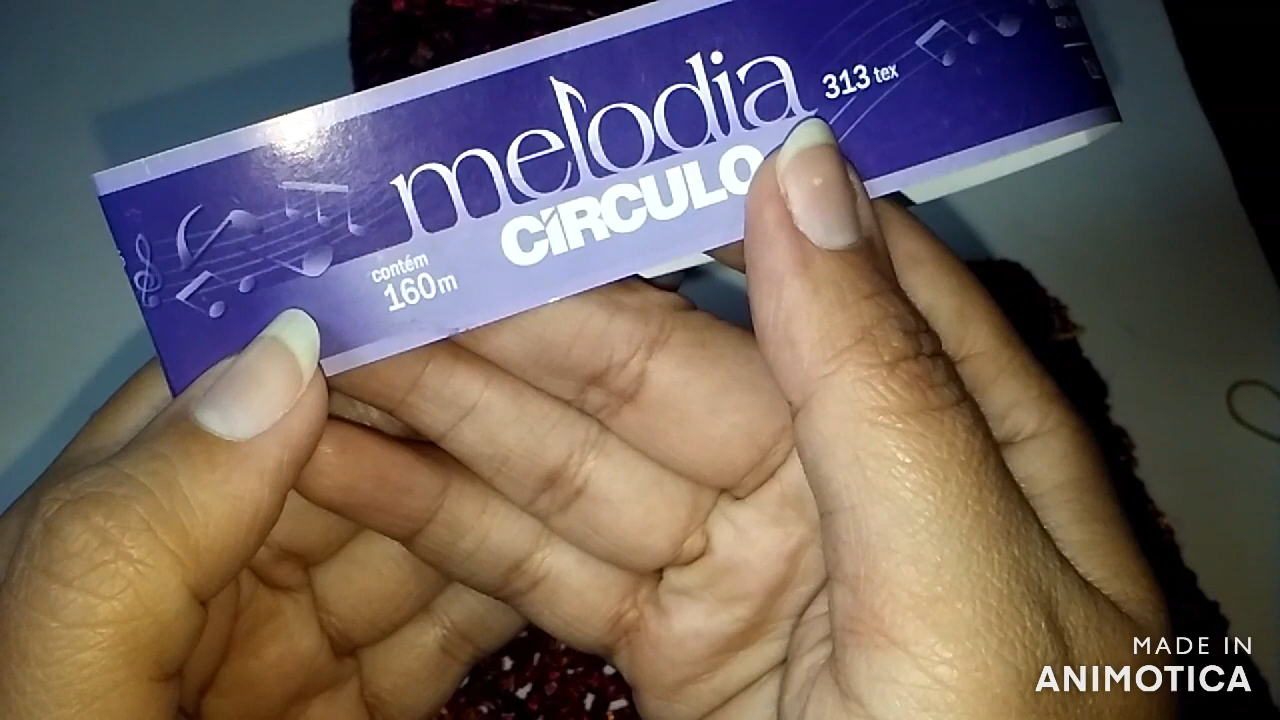 melodia
313 tex
CÍRCULO
contém
160m
MADE IN
ANIMOTICA